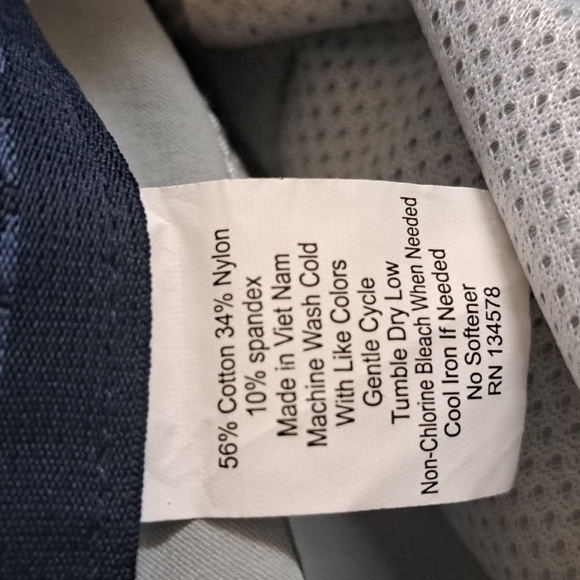 56% Cotton 34% Nylon
10% spandex
Made in Viet Nam
Machine Wash Cold
With Like Colors
Gentle Cycle
Tumble Dry Low
Non-Chlorine Bleach When Needed
Cool Iron If Needed
No Softener
RN 134578